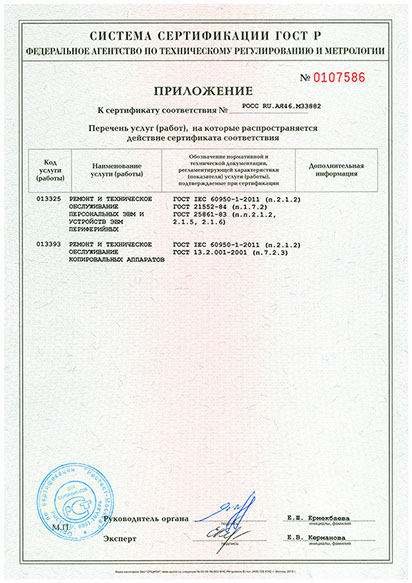 СИСТЕМА СЕРТИФИКАЦИИ ГОСТ Р
ФЕДЕРАЛЬНОЕ АГЕНТСТВО ПО ТЕХНИЧЕСКОМУ РЕГУЛИРОВАНИЮ И МЕТРОЛОГИИ
№ 0107586
ПРИЛОЖЕНИЕ
К сертификату соответствия № РОСС RU.АЯ46.М33882
Перечень услуг (работ), на которые распространяется
действие сертификата соответствия
Код услуги (работы)
Наименование услуги (работы)
Обозначение нормативной и технической документации, регламентирующей характеристики (показатели) услуги (работы), подтверждаемые при сертификации
Дополнительная информация
013325 РЕМОНТ И ТЕХНИЧЕСКОЕ ГОСТ IEC 60950-1-2011 (п.2.1.2)
ОБСЛУЖИВАНИЕ ГОСТ 21552-84 (п.1.7.2)
ПЕРСОНАЛЬНЫХ ЭВМ И ГОСТ 25861-83 (п.п.2.1.2,
УСТРОЙСТВ ЭВМ 2.1.5, 2.1.6)
ПЕРИФЕРИЙНЫХ
013393 РЕМОНТ И ТЕХНИЧЕСКОЕ ГОСТ IEC 60950-1-2011 (п.2.1.2)
ОБСЛУЖИВАНИЕ ГОСТ 13.2.001-2001 (п.7.2.3)
КОПИРОВАЛЬНЫХ АППАРАТОВ
М.П.
Руководитель органа Е.Ш. Ермекбаева
подпись инициалы, фамилия
Эксперт Е.В. Керманова
подпись инициалы, фамилия